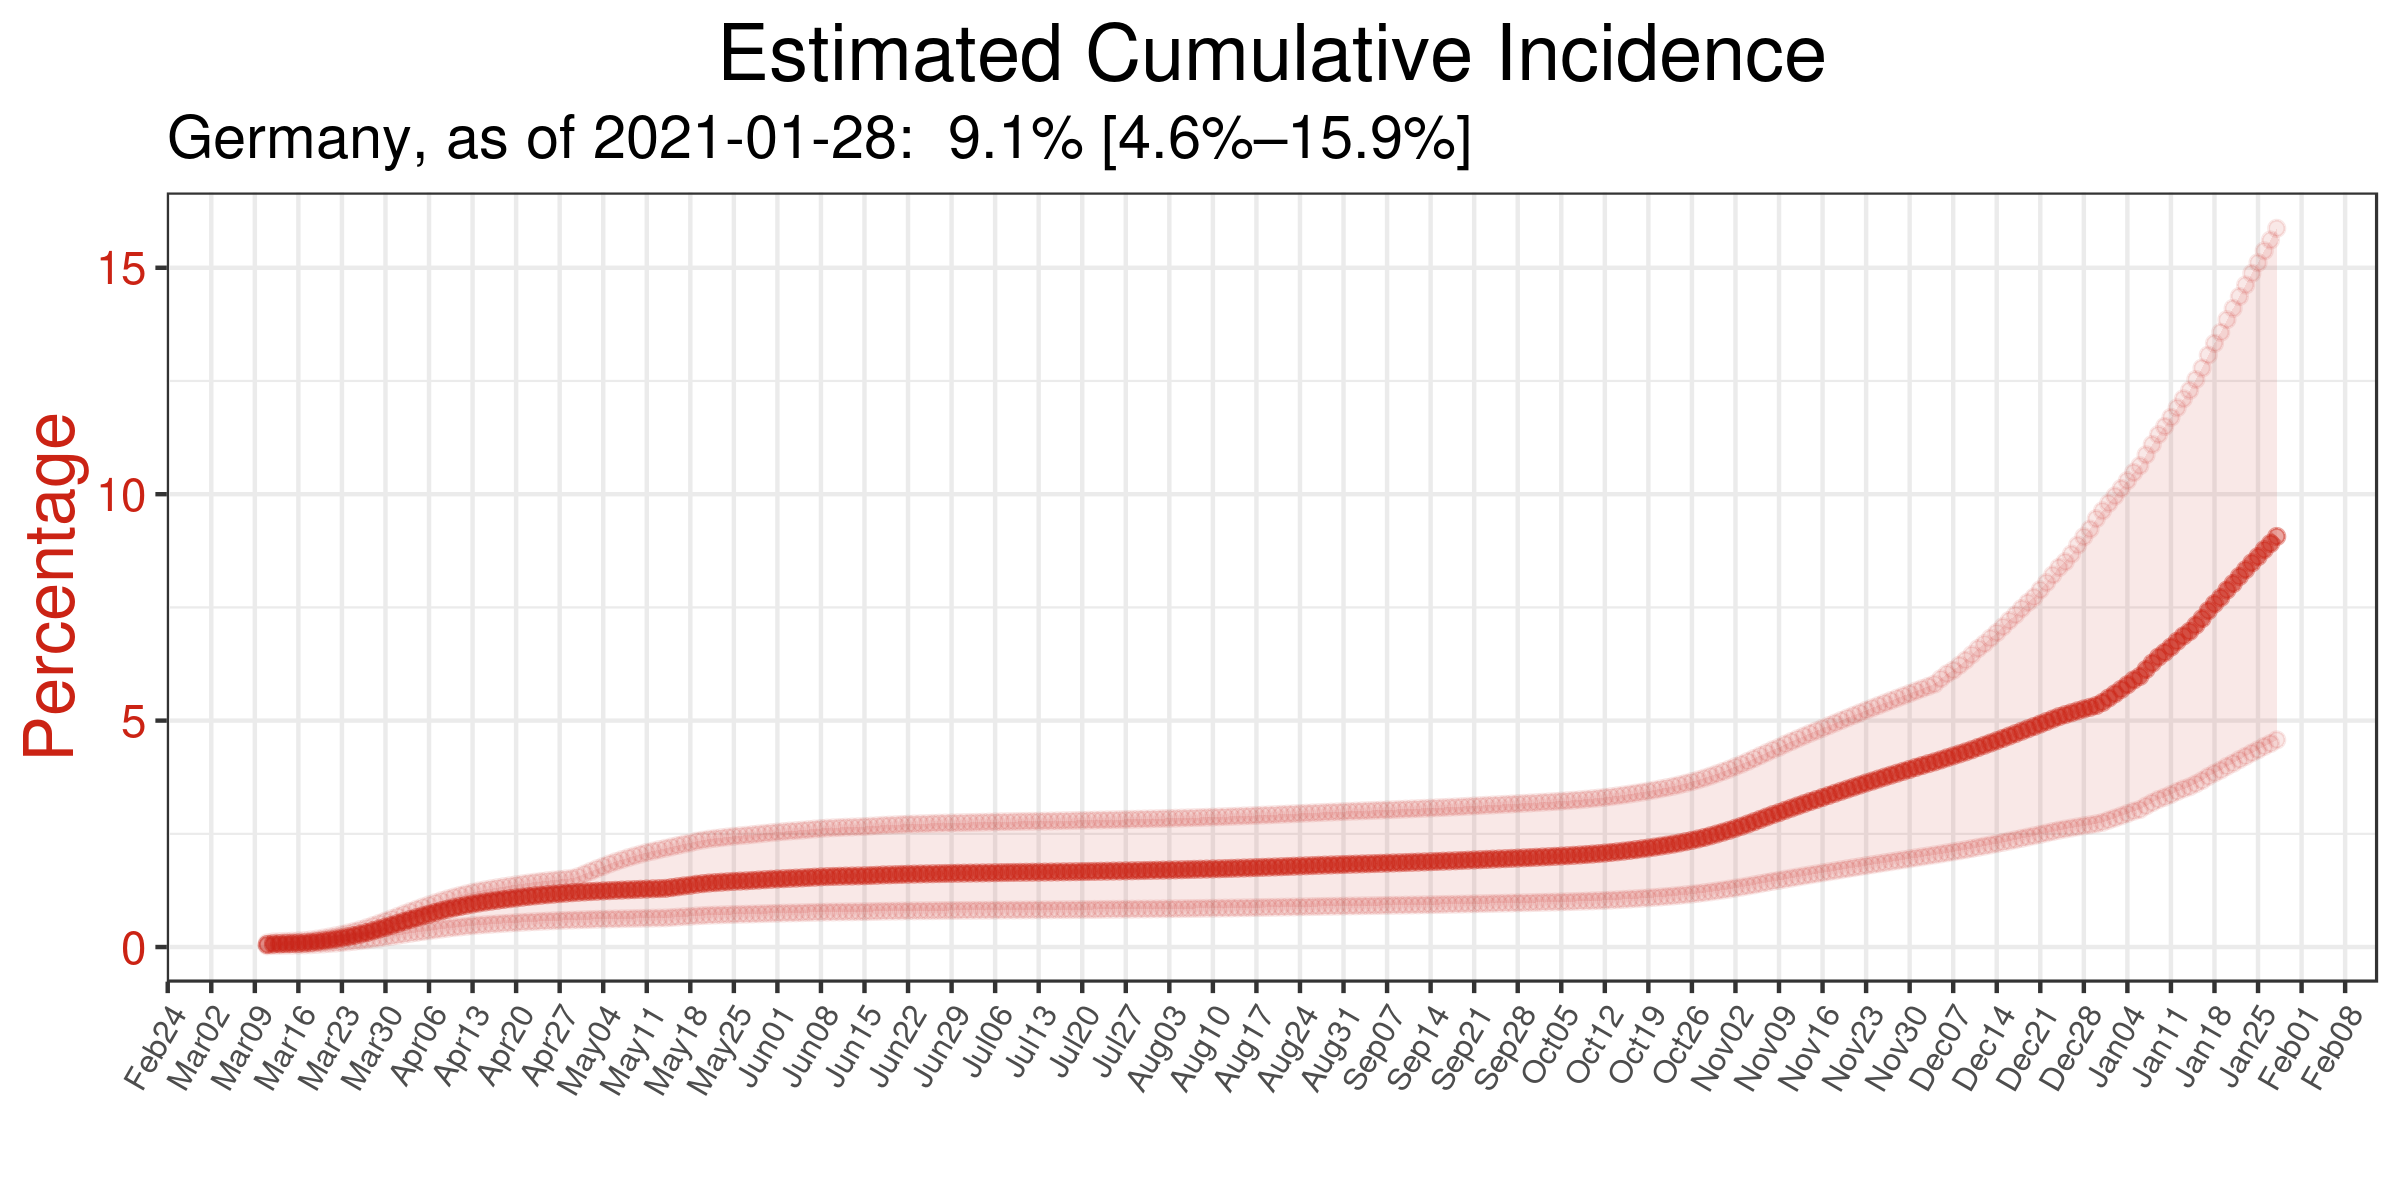 Estimated Cumulative Incidence
Germany, as of 2021-01-28:  9.1% [4.6%–15.9%]
Percentage
15
10
5
0
Feb24
Mar02
Mar09
Mar16
Mar23
Mar30
Apr06
Apr13
Apr20
Apr27
May04
May11
May18
May25
Jun01
Jun08
Jun15
Jun22
Jun29
Jul06
Jul13
Jul20
Jul27
Aug03
Aug10
Aug17
Aug24
Aug31
Sep07
Sep14
Sep21
Sep28
Oct05
Oct12
Oct19
Oct26
Nov02
Nov09
Nov16
Nov23
Nov30
Dec07
Dec14
Dec21
Dec28
Jan04
Jan11
Jan18
Jan25
Feb01
Feb08